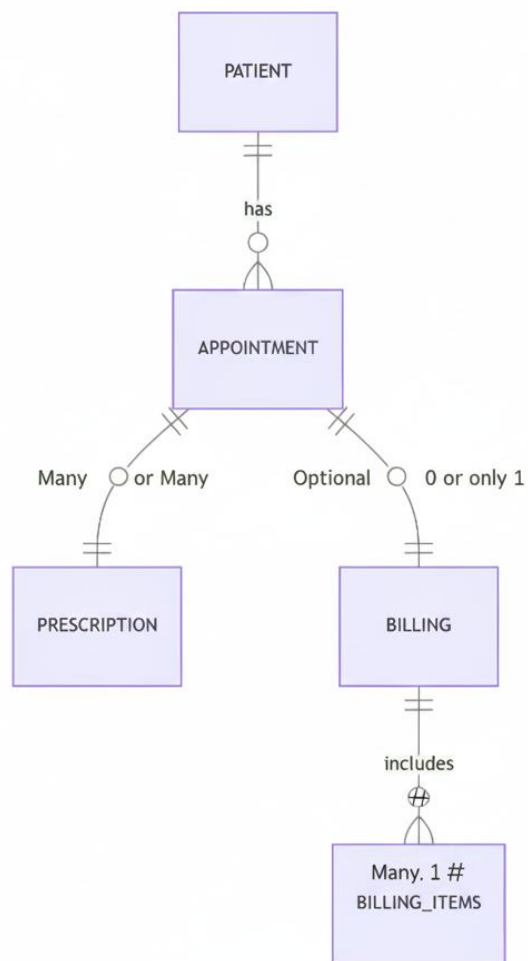 PATIENT
has
APPOINTMENT
Many or Many
Optional 0 or only 1
PRESCRIPTION
BILLING
includes
#
Many. 1 #
BILLING_ITEMS